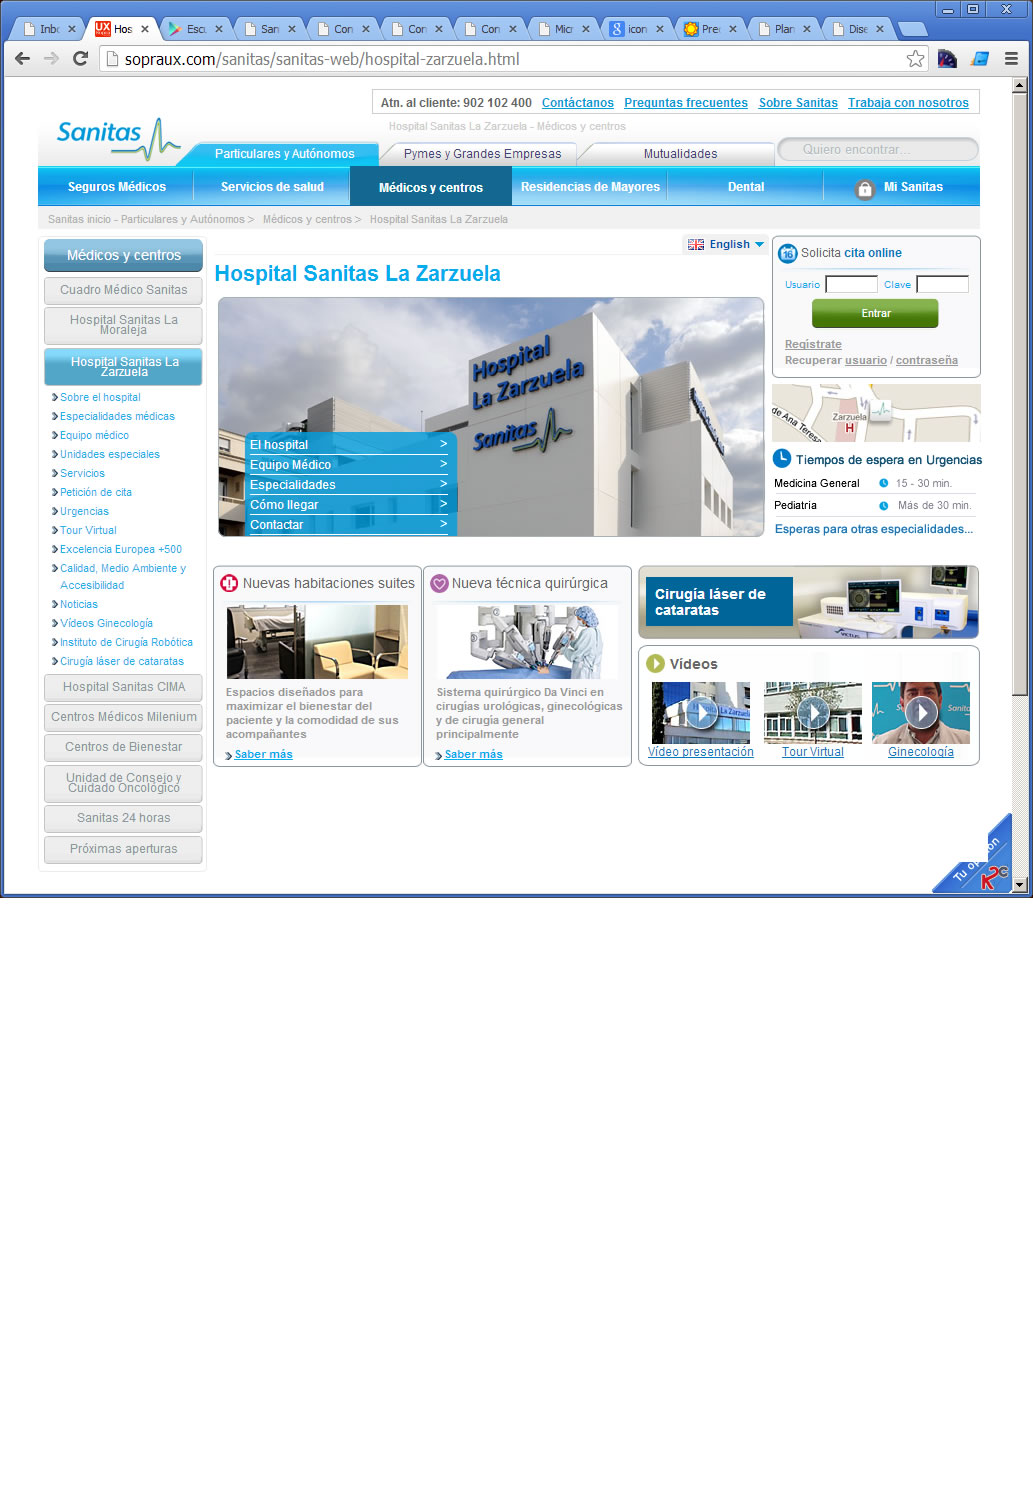 Inbo
Hos
Escu
San
Con
Con
Con
Micr
icon
Prec
Plan
Dise
sopraux.com/sanitas/sanitas-web/hospital-zarzuela.html
Atn. al cliente: 902 102 400 Contáctanos Preguntas frecuentes Sobre Sanitas Trabaja con nosotros
Hospital Sanitas La Zarzuela - Médicos y centros
Sanitas
Particulares y Autónomos
Pymes y Grandes Empresas
Mutualidades
Quiero encontrar...
Seguros Médicos
Servicios de salud
Médicos y centros
Residencias de Mayores
Dental
Mi Sanitas
Sanitas inicio - Particulares y Autónomos > Médicos y centros > Hospital Sanitas La Zarzuela
Médicos y centros
Cuadro Médico Sanitas
Hospital Sanitas La
Moraleja
Hospital Sanitas La
Zarzuela
Sobre el hospital
Especialidades médicas
Equipo médico
Unidades especiales
Servicios
Petición de cita
Urgencias
Tour Virtual
Excelencia Europea +500
Calidad, Medio Ambiente y
Accesibilidad
Noticias
Vídeos Ginecología
Instituto de Cirugía Robótica
Cirugía láser de cataratas
Hospital Sanitas CIMA
Centros Médicos Milenium
Centros de Bienestar
Unidad de Consejo y
Cuidado Oncológico
Sanitas 24 horas
Próximas aperturas
English
Hospital Sanitas La Zarzuela
Hospital
La Zarzuela
Sanitas
El hospital >
Equipo Médico >
Especialidades >
Cómo llegar >
Contactar >
16 Solicita cita online
Usuario Clave
Entrar
Regístrate
Recuperar usuario / contraseña
de Ana Teresa
Zarzuela
H
Tiempos de espera en Urgencias
Medicina General 15 - 30 min.
Pediatría Más de 30 min.
Esperas para otras especialidades...
Nuevas habitaciones suites
Espacios diseñados para
maximizar el bienestar del
paciente y la comodidad de sus
acompañantes
Saber más
Nueva técnica quirúrgica
Sistema quirúrgico Da Vinci en
cirugías urológicas, ginecológicas
y de cirugía general
principalmente
Saber más
Cirugía láser de
cataratas
Vídeos
Vídeo presentación
Tour Virtual
Ginecología
Tu opinión
K2C